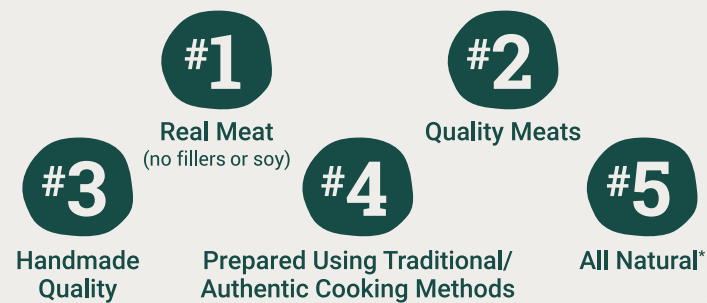 #1
Real Meat
(no fillers or soy)
#2
Quality Meats
#3
Handmade
Quality
#4
Prepared Using Traditional/
Authentic Cooking Methods
#5
All Natural*